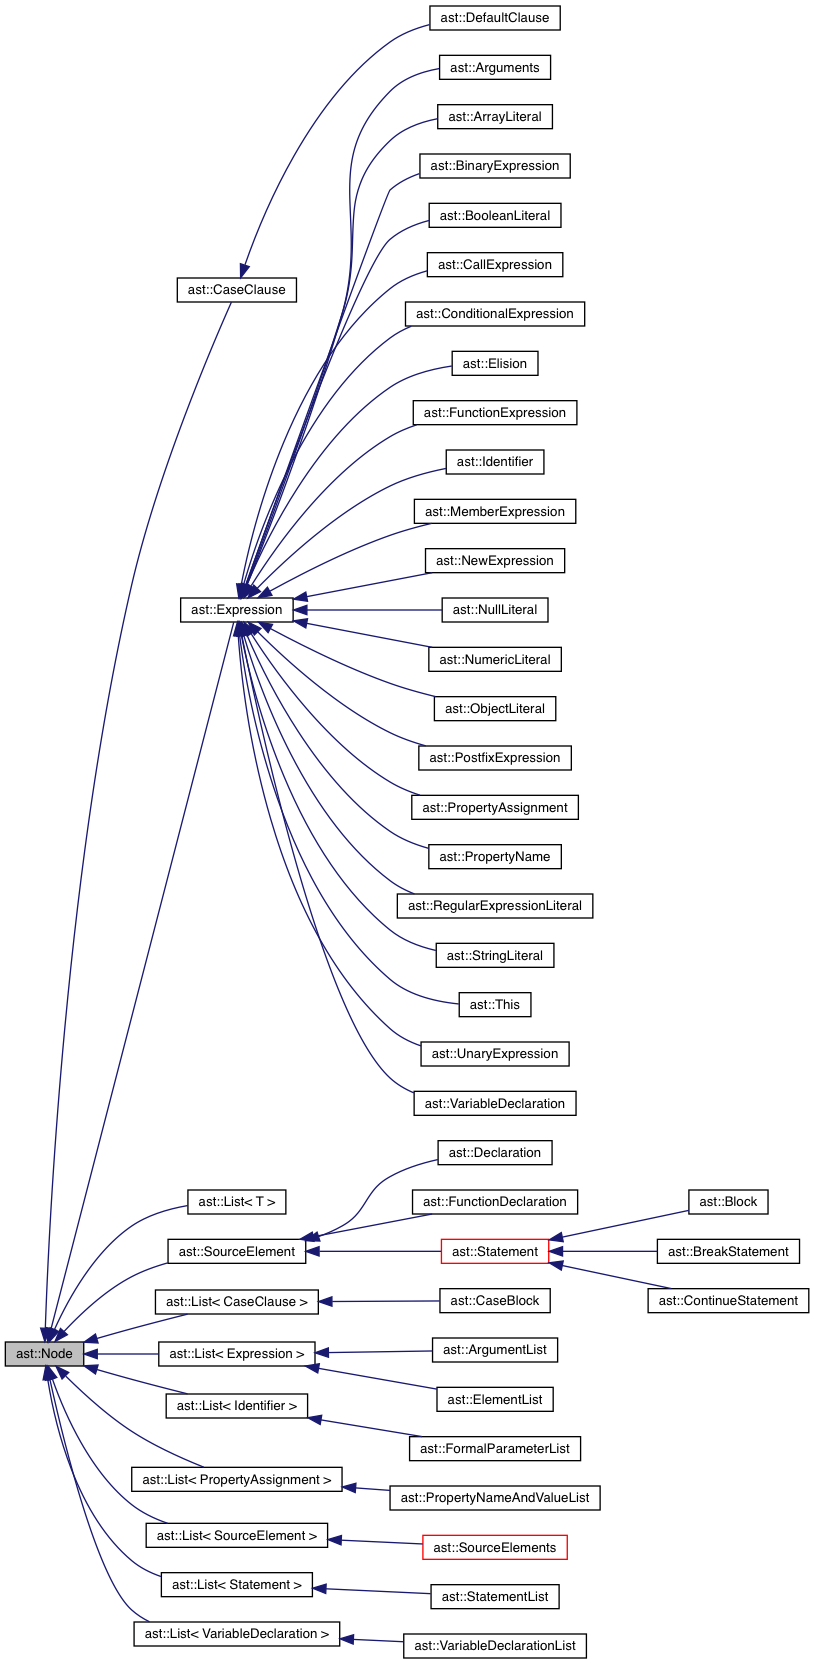 ast::DefaultClause
ast::Arguments
ast::ArrayLiteral
ast::BinaryExpression
ast::BooleanLiteral
ast::CallExpression
ast::CaseClause
ast::ConditionalExpression
ast::Elision
ast::FunctionExpression
ast::Identifier
ast::MemberExpression
ast::NewExpression
ast::Expression
ast::NullLiteral
ast::NumericLiteral
ast::ObjectLiteral
ast::PostfixExpression
ast::PropertyAssignment
ast::PropertyName
ast::RegularExpressionLiteral
ast::StringLiteral
ast::This
ast::UnaryExpression
ast::VariableDeclaration
ast::Declaration
ast::List< T >
ast::FunctionDeclaration
ast::Block
ast::SourceElement
ast::Statement
ast::BreakStatement
ast::List< CaseClause >
ast::CaseBlock
ast::ContinueStatement
ast::Node
ast::List< Expression >
ast::ArgumentList
ast::ElementList
ast::List< Identifier >
ast::FormalParameterList
ast::List< PropertyAssignment >
ast::PropertyNameAndValueList
ast::List< SourceElement >
ast::SourceElements
ast::List< Statement >
ast::StatementList
ast::List< VariableDeclaration >
ast::VariableDeclarationList